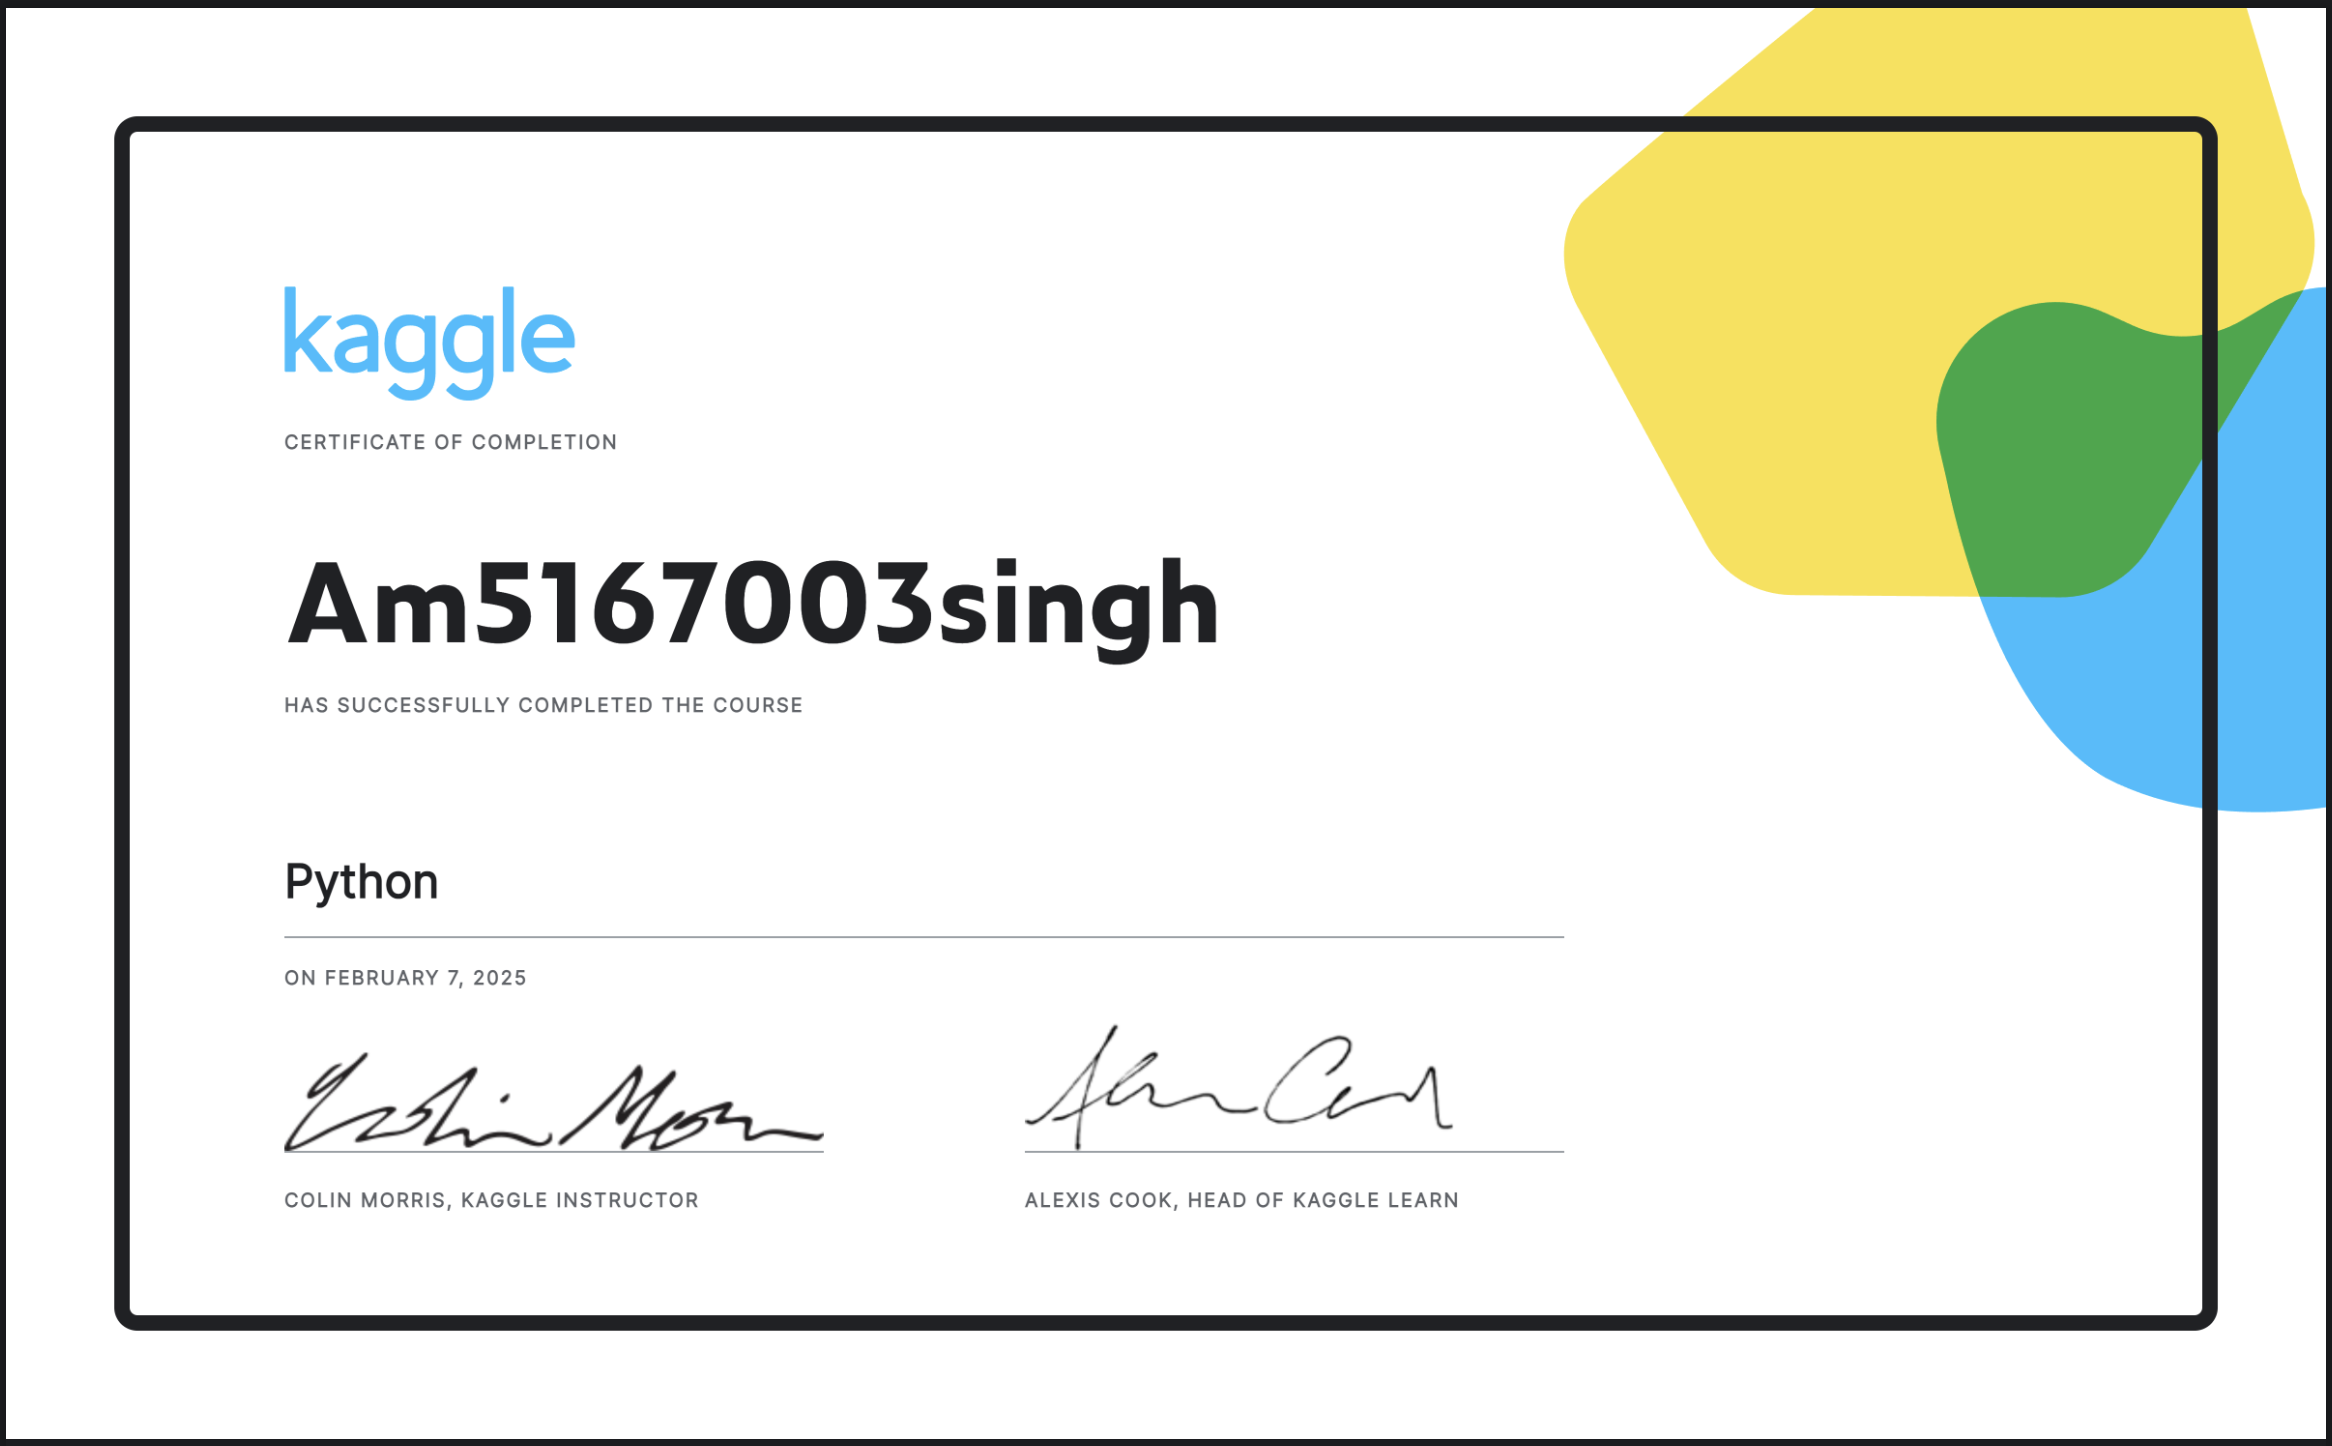 kaggle
CERTIFICATE OF COMPLETION
Am5167003singh
HAS SUCCESSFULLY COMPLETED THE COURSE
Python
ON FEBRUARY 7, 2025
Colin Morris
Alexis Cook
COLIN MORRIS, KAGGLE INSTRUCTOR
ALEXIS COOK, HEAD OF KAGGLE LEARN